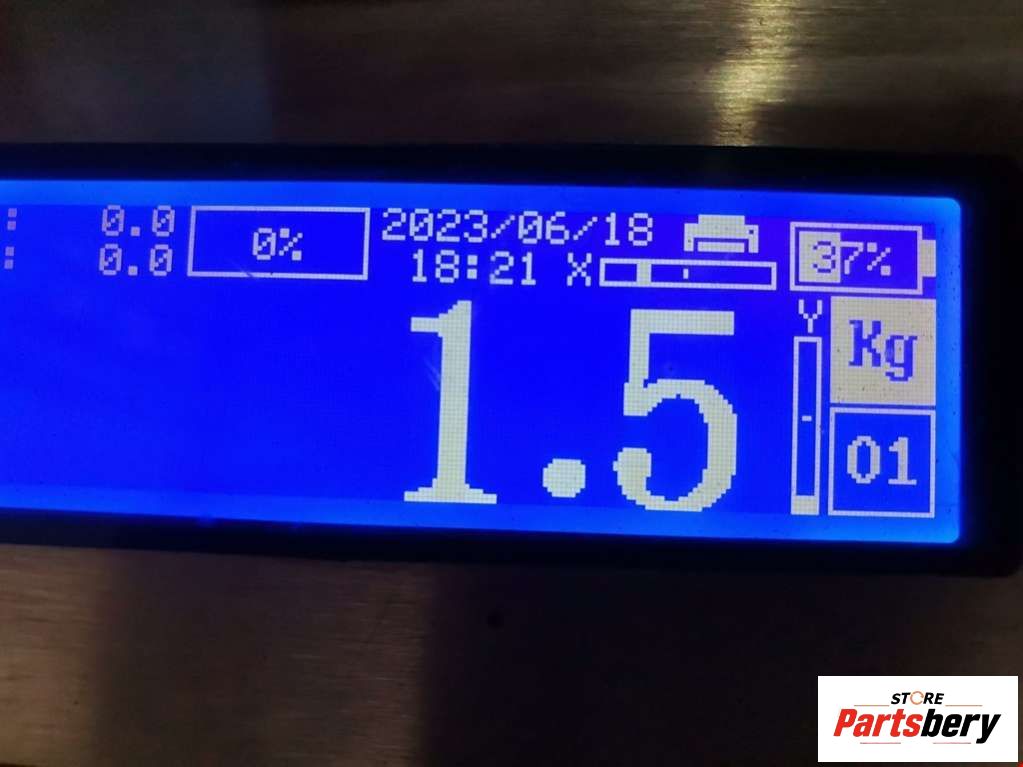 : 0.0 0% 2023/06/18
: 0.0 18:21 X 37%
1.5 Y Kg
01
STORE
Partsbery